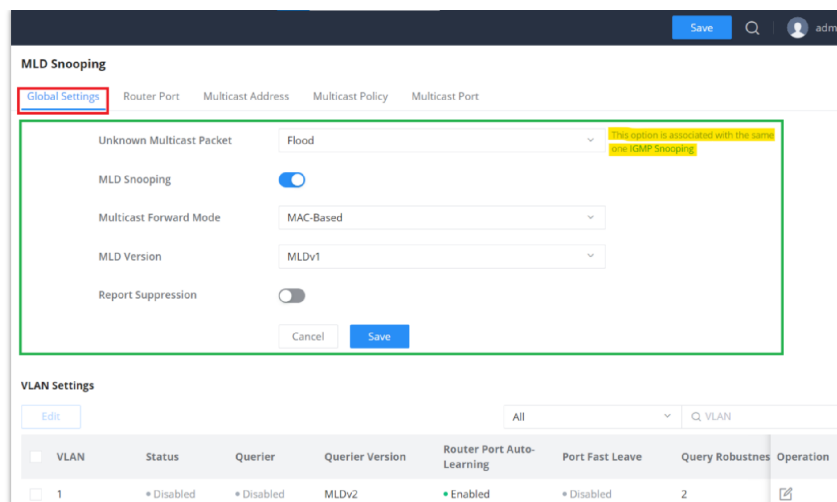 Save
adm
MLD Snooping
Global Settings Router Port Multicast Address Multicast Policy Multicast Port
Unknown Multicast Packet Flood This option is associated with the same
one IGMP Snooping
MLD Snooping
Multicast Forward Mode MAC-Based
MLD Version MLDv1
Report Suppression
Cancel Save
VLAN Settings
Edit All VLAN
VLAN Status Querier Querier Version Router Port Auto-
Learning Port Fast Leave Query Robustnes Operation
1 Disabled Disabled MLDv2 Enabled Disabled 2